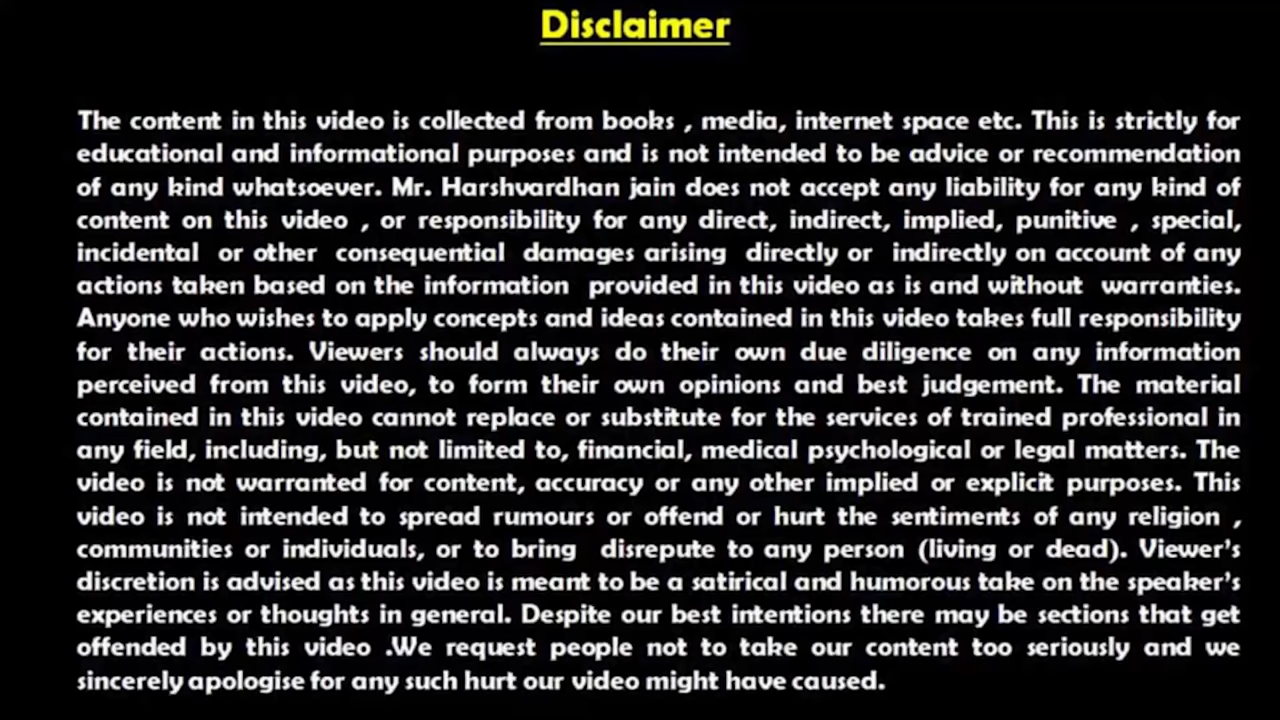 Disclaimer
The content in this video is collected from books , media, internet space etc. This is strictly for
educational and informational purposes and is not intended to be advice or recommendation
of any kind whatsoever. Mr. Harshvardhan jain does not accept any liability for any kind of
content on this video , or responsibility for any direct, indirect, implied, punitive , special,
incidental or other consequential damages arising directly or indirectly on account of any
actions taken based on the information provided in this video as is and without warranties.
Anyone who wishes to apply concepts and ideas contained in this video takes full responsibility
for their actions. Viewers should always do their own due diligence on any information
perceived from this video, to form their own opinions and best judgement. The material
contained in this video cannot replace or substitute for the services of trained professional in
any field, including, but not limited to, financial, medical psychological or legal matters. The
video is not warranted for content, accuracy or any other implied or explicit purposes. This
video is not intended to spread rumours or offend or hurt the sentiments of any religion ,
communities or individuals, or to bring disrepute to any person (living or dead). Viewer's
discretion is advised as this video is meant to be a satirical and humorous take on the speaker's
experiences or thoughts in general. Despite our best intentions there may be sections that get
offended by this video .We request people not to take our content too seriously and we
sincerely apologise for any such hurt our video might have caused.